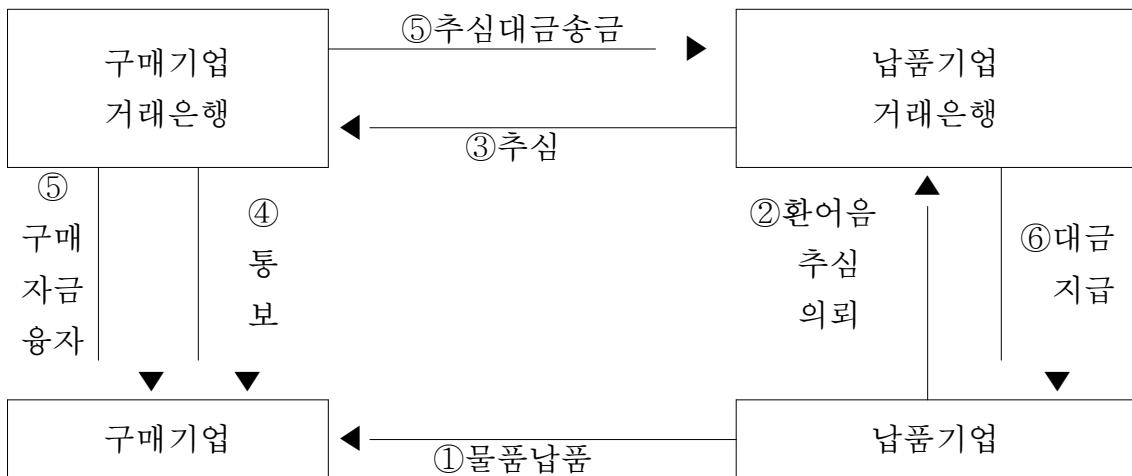 ⑤추심대금송금
구매기업
거래은행
납품기업
거래은행
③추심
⑤
구매
자금
융자
④
통
보
②환어음
추심
의뢰
⑥대금
지급
구매기업
납품기업
①물품납품